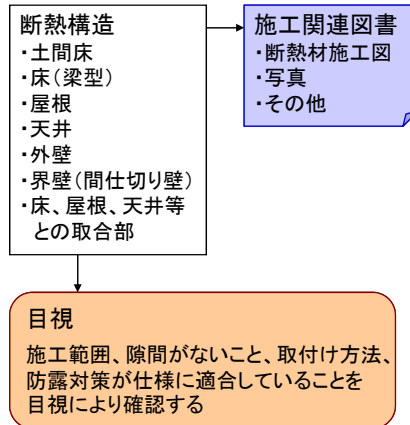 断熱構造
・土間床
・床(梁型)
・屋根
・天井
・外壁
・界壁(間仕切り壁)
・床、屋根、天井等
との取合部
施工関連図書
・断熱材施工図
・写真
・その他
目視
施工範囲、隙間がないこと、取付け方法、
防露対策が仕様に適合していることを
目視により確認する